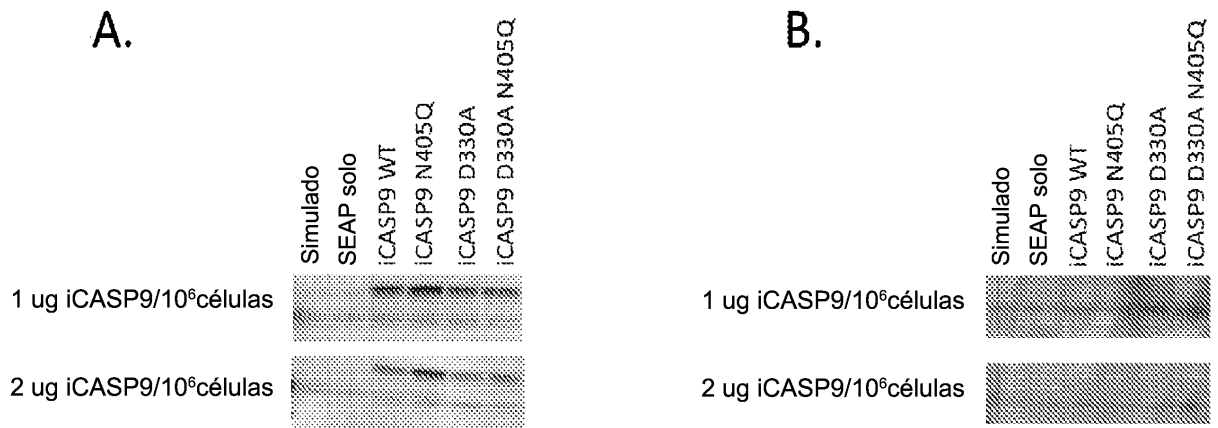 A.
Simulado
SEAP solo
iCASP9 WT
iCASP9 N405Q
iCASP9 D330A
iCASP9 D330A N405Q
1 ug iCASP9/10⁶células
2 ug iCASP9/10⁶células
B.
Simulado
SEAP solo
iCASP9 WT
iCASP9 N405Q
iCASP9 D330A
iCASP9 D330A N405Q
1 ug iCASP9/10⁶células
2 ug iCASP9/10⁶células